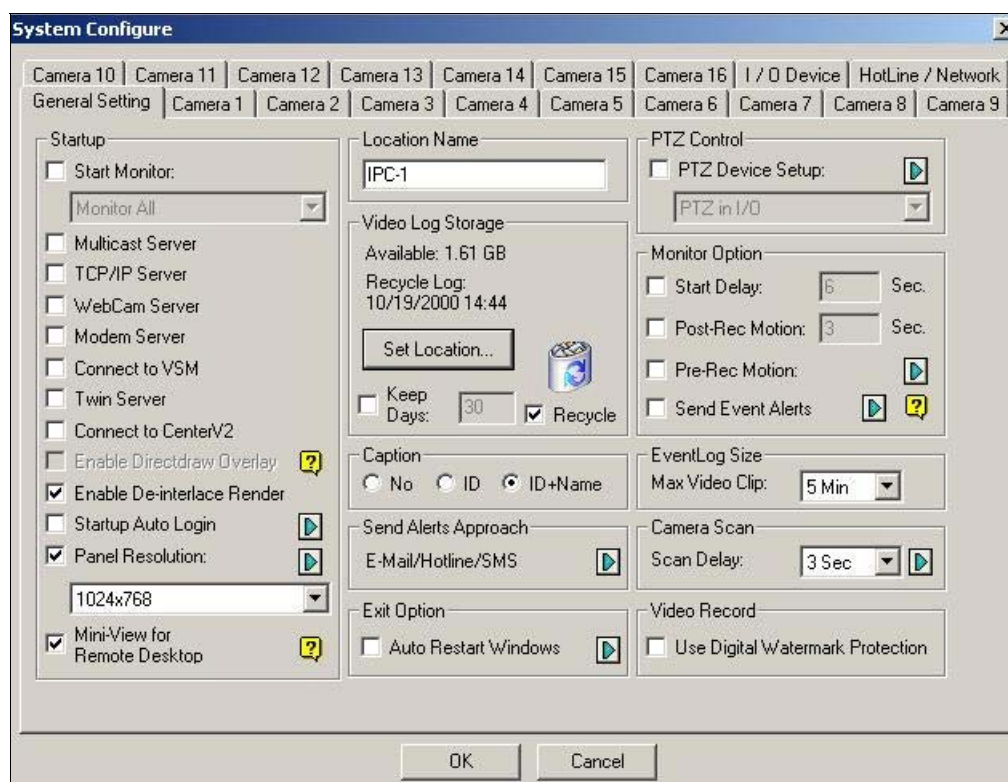 System Configure
Camera 10 Camera 11 Camera 12 Camera 13 Camera 14 Camera 15 Camera 16 I / O Device HotLine / Network
General Setting Camera 1 Camera 2 Camera 3 Camera 4 Camera 5 Camera 6 Camera 7 Camera 8 Camera 9
Startup
Start Monitor:
Monitor All
Multicast Server
TCP/IP Server
WebCam Server
Modem Server
Connect to VSM
Twin Server
Connect to CenterV2
Enable Directdraw Overlay ?
Enable De-interlace Render
Startup Auto Login
Panel Resolution:
1024x768
Mini-View for
Remote Desktop ?
Location Name
IPC-1
Video Log Storage
Available: 1.61 GB
Recycle Log:
10/19/2000 14:44
Set Location...
Keep
Days: 30 Recycle
Caption
No ID ID+Name
Send Alerts Approach
E-Mail/Hotline/SMS
Exit Option
Auto Restart Windows
PTZ Control
PTZ Device Setup:
PTZ in I/O
Monitor Option
Start Delay: 6 Sec.
Post-Rec Motion: 3 Sec.
Pre-Rec Motion:
Send Event Alerts ?
EventLog Size
Max Video Clip: 5 Min
Camera Scan
Scan Delay: 3 Sec
Video Record
Use Digital Watermark Protection
OK Cancel